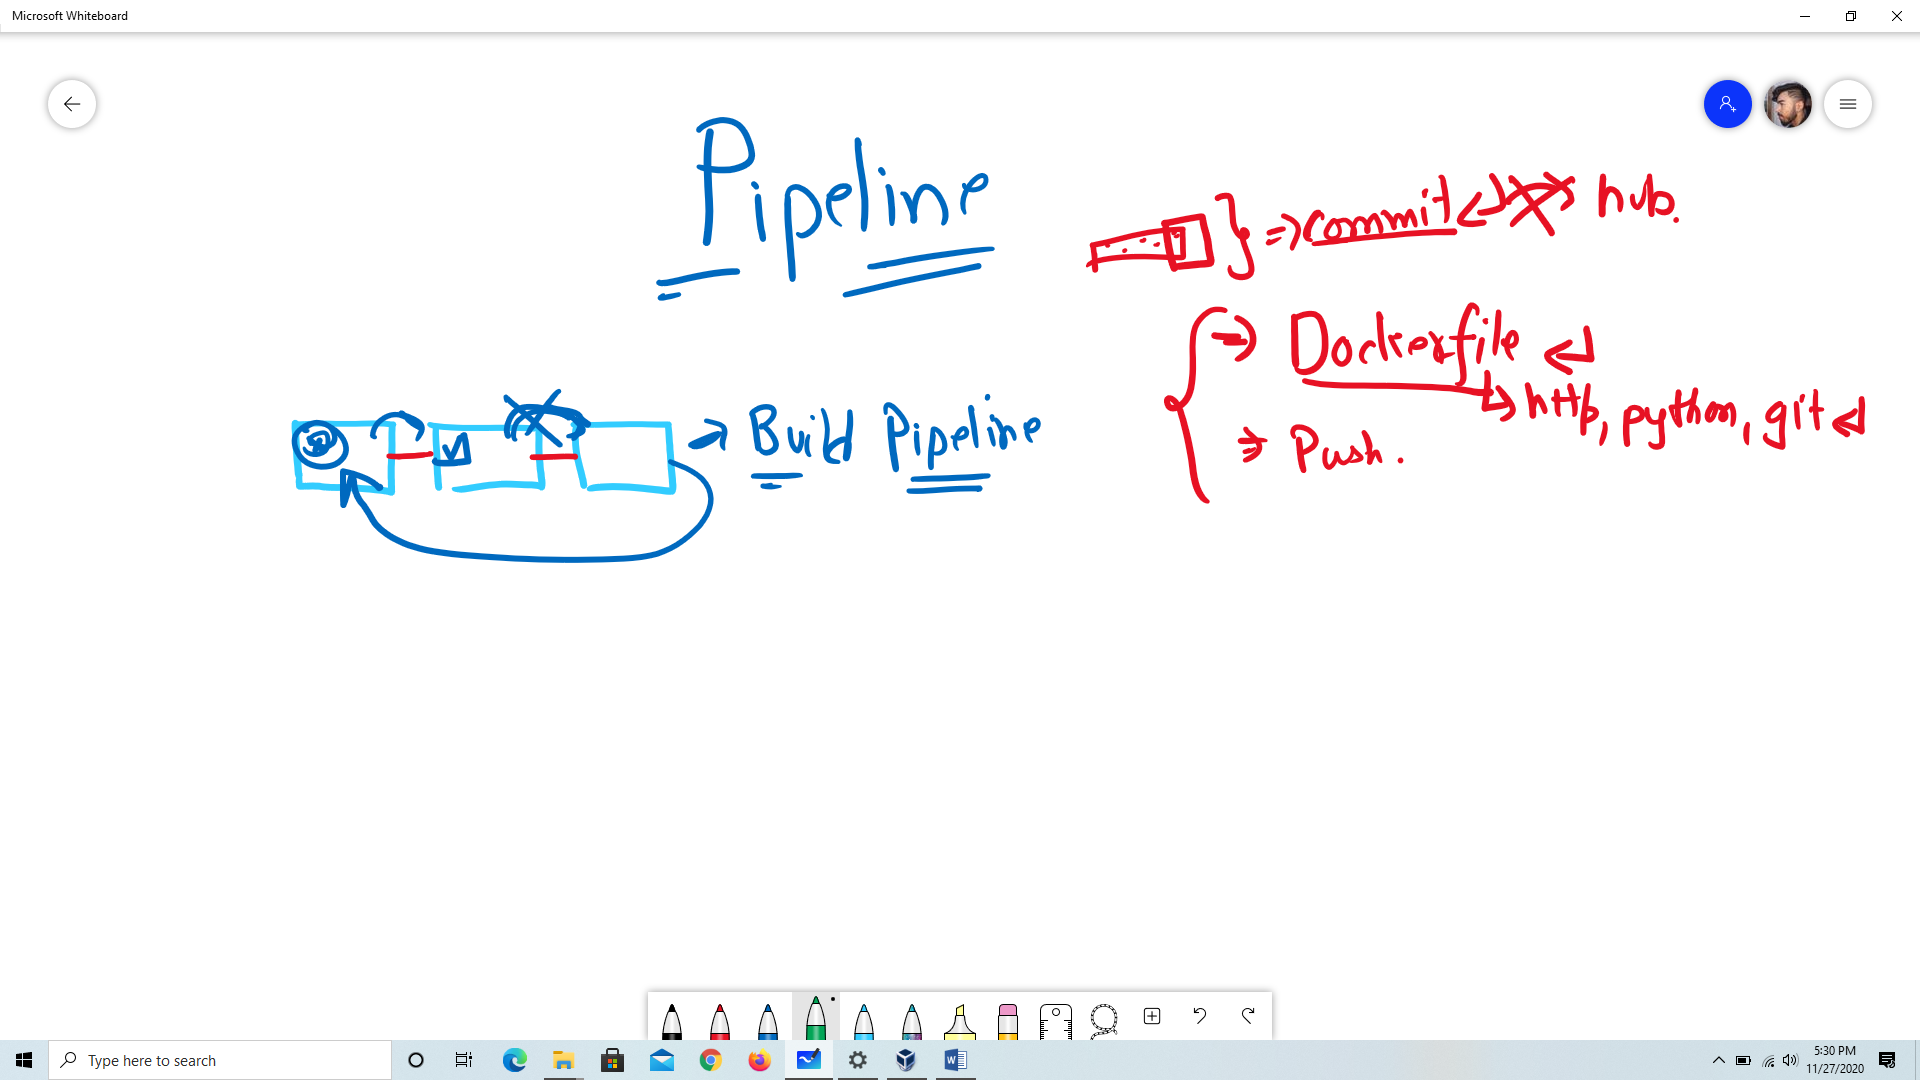 Microsoft Whiteboard
Pipeline
=> commit hub.
Dockerfile
http, python, git
=> Push.
Build Pipeline
Type here to search
5:30 PM
11/27/2020